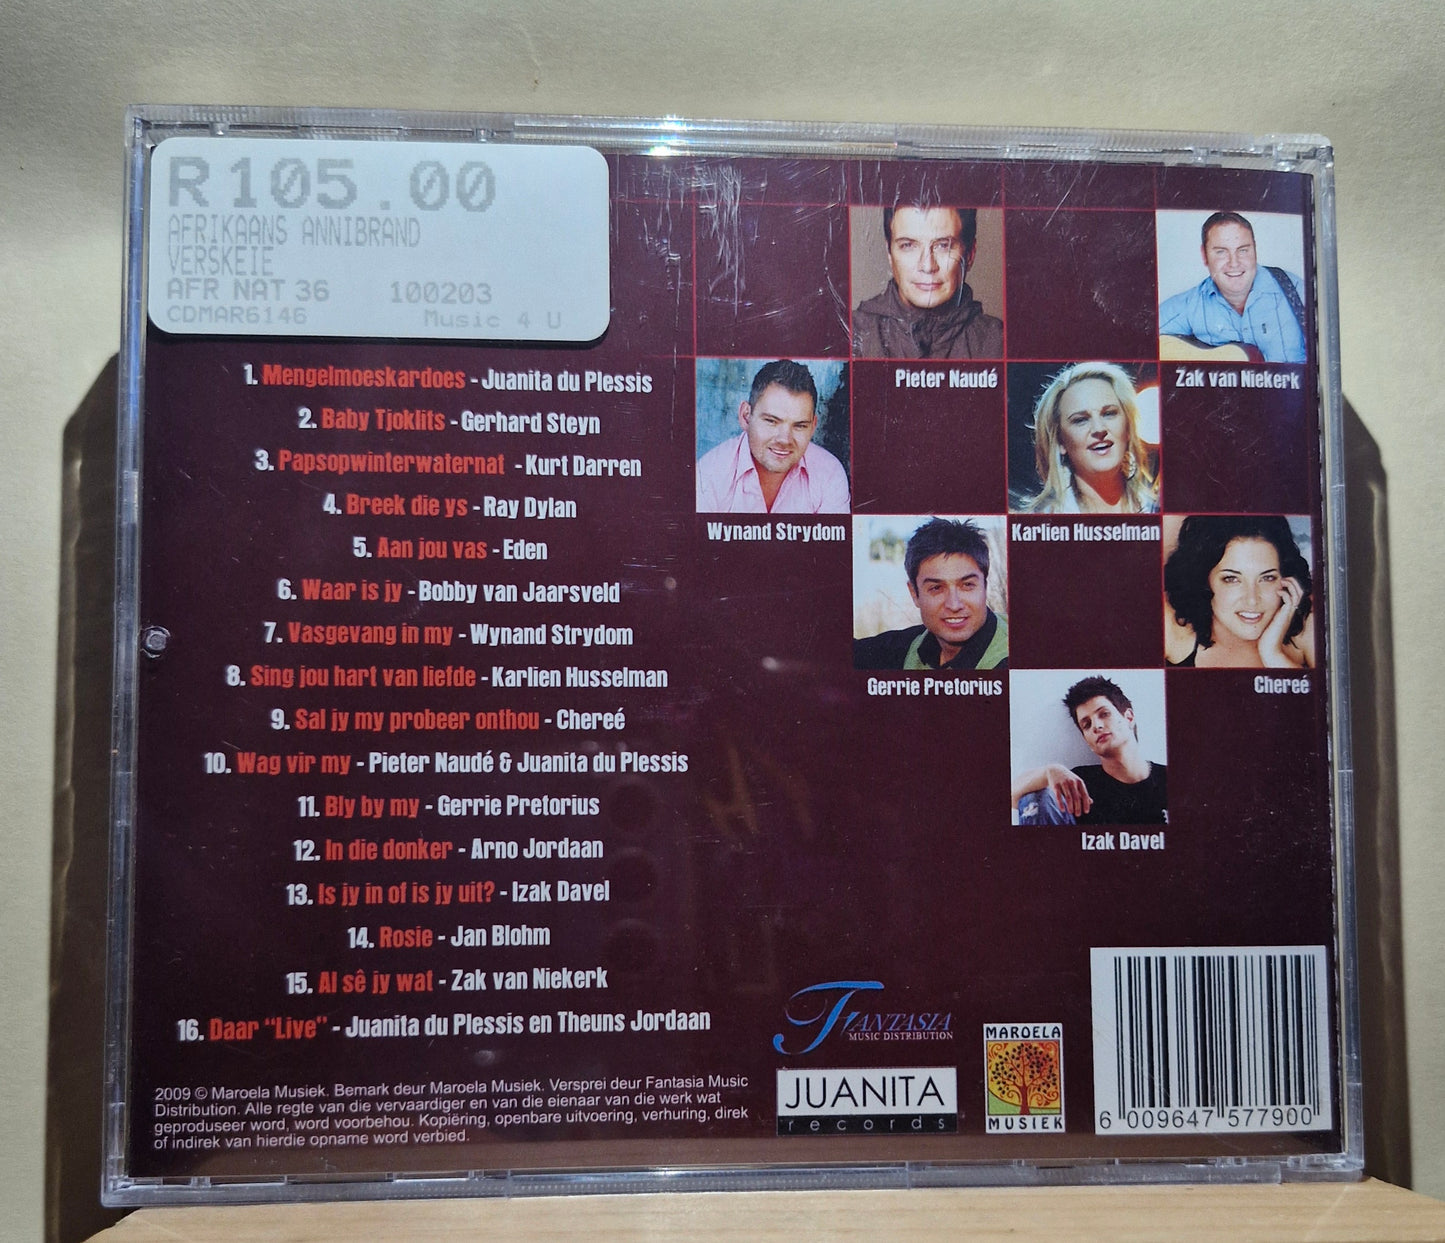 R105.00
AFRIKAANS ANNIBRAND
VERSKEIE
AFR NAT 36 100203
CDMAR6146 Music 4 U
1. Mengelmoeskardoes - Juanita du Plessis
2. Baby Tjoklits - Gerhard Steyn
3. Papsopwinterwaternat - Kurt Darren
4. Breek die ys - Ray Dylan
5. Aan jou vas - Eden
6. Waar is jy - Bobby van Jaarsveld
7. Vasgevang in my - Wynand Strydom
8. Sing jou hart van liefde - Karlien Husselman
9. Sal jy my probeer onthou - Chereé
10. Wag vir my - Pieter Naudé & Juanita du Plessis
11. Bly by my - Gerrie Pretorius
12. In die donker - Arno Jordaan
13. Is jy in of is jy uit? - Izak Davel
14. Rosie - Jan Blohm
15. Al sê jy wat - Zak van Niekerk
16. Daar "Live" - Juanita du Plessis en Theuns Jordaan
2009 © Maroela Musiek. Bemark deur Maroela Musiek. Versprei deur Fantasia Music
Distribution. Alle regte van die vervaardiger en van die eienaar van die werk wat
geproduseer word, word voorbehou. Kopiëring, openbare uitvoering, verhuring, direk
of indirek van hierdie opname word verbied.
Pieter Naudé
Zak van Niekerk
Wynand Strydom
Karlien Husselman
Gerrie Pretorius
Chereé
Izak Davel
FANTASIA
MUSIC DISTRIBUTION
JUANITA
records
MAROELA
MUSIEK
6 009647 577900